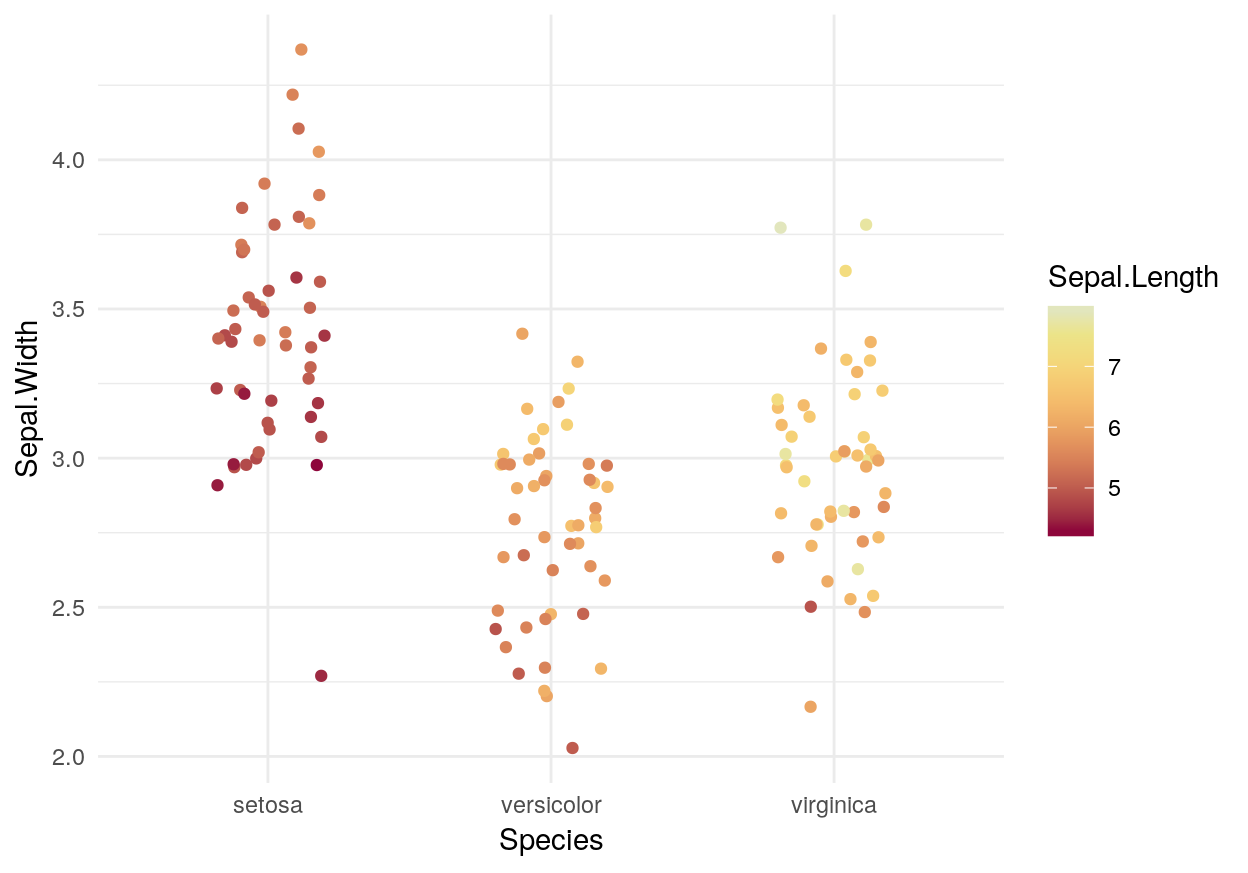 Sepal.Width
4.0
3.5
3.0
2.5
2.0
setosa
versicolor
virginica
Species
Sepal.Length
7
6
5